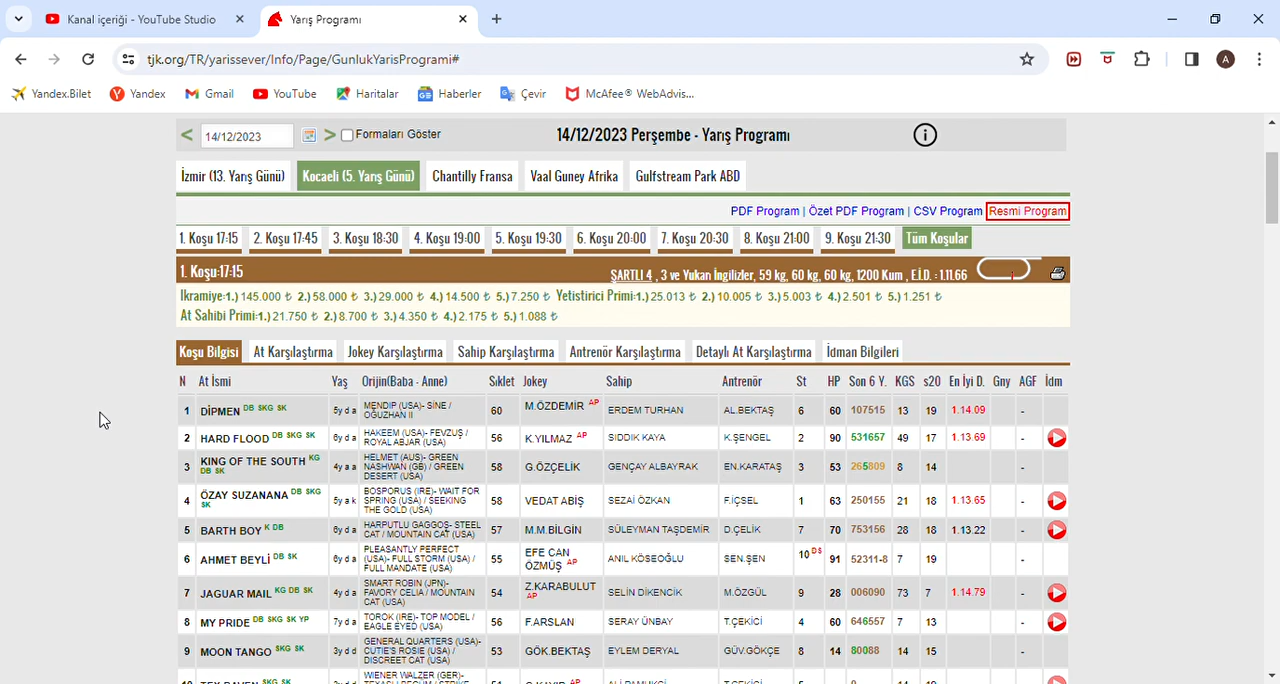 Kanal içeriği - YouTube Studio
Yarış Programı
tjk.org/TR/yarissever/Info/Page/GunlukYarisProgrami#
A
Yandex.Bilet Yandex Gmail YouTube Haritalar Haberler Çevir McAfee® WebAdvis...
< 14/12/2023 > Formaları Göster 14/12/2023 Perşembe - Yarış Programı
İzmir (13. Yarış Günü) Kocaeli (5. Yarış Günü) Chantilly Fransa Vaal Guney Afrika Gulfstream Park ABD
PDF Program | Özet PDF Program | CSV Program Resmi Program
1. Koşu 17:15 2. Koşu 17:45 3. Koşu 18:30 4. Koşu 19:00 5. Koşu 19:30 6. Koşu 20:00 7. Koşu 20:30 8. Koşu 21:00 9. Koşu 21:30 Tüm Koşular
1. Koşu:17:15 ŞARTLI 4 , 3 ve Yukarı İngilizler, 59 kg, 60 kg, 60 kg, 1200 Kum , E.İ.D. : 1.11.66
Ikramiye:1.) 145.000 ₺ 2.) 58.000 ₺ 3.) 29.000 ₺ 4.) 14.500 ₺ 5.) 7.250 ₺ Yetistirici Primi:1.) 25.013 ₺ 2.) 10.005 ₺ 3.) 5.003 ₺ 4.) 2.501 ₺ 5.) 1.251 ₺
At Sahibi Primi:1.) 21.750 ₺ 2.) 8.700 ₺ 3.) 4.350 ₺ 4.) 2.175 ₺ 5.) 1.088 ₺
Koşu Bilgisi At Karşılaştırma Jokey Karşılaştırma Sahip Karşılaştırma Antrenör Karşılaştırma Detaylı At Karşılaştırma İdman Bilgileri
N At İsmi Yaş Orijin(Baba - Anne) Sıklet Jokey Sahip Antrenör St HP Son 6 Y. KGS s20 En İyi D. Gny AGF İdm
1 DİPMEN DB SKG SK 5y d a MENDIP (USA)- SİNE / OĞUZHAN II 60 M.ÖZDEMİR AP ERDEM TURHAN AL.BEKTAŞ 6 60 107515 13 19 1.14.09 -
2 HARD FLOOD DB SKG SK 6y d a HAKEEM (USA)- FEVZUŞ / ROYAL ABJAR (USA) 56 K.YILMAZ AP SIDDIK KAYA K.ŞENGEL 2 90 531657 49 17 1.13.69 -
3 KING OF THE SOUTH KG DB SK 4y a a HELMET (AUS)- GREEN NASHWAN (GB) / GREEN DESERT (USA) 58 G.ÖZÇELİK GENÇAY ALBAYRAK EN.KARATAŞ 3 53 265809 8 14 -
4 ÖZAY SUZANANA DB SKG SK 5y a k BOSPORUS (IRE)- WAIT FOR SPRING (USA) / SEEKING THE GOLD (USA) 58 VEDAT ABİŞ SEZAİ ÖZKAN F.İÇSEL 1 63 250155 21 18 1.13.65 -
5 BARTH BOY K DB 6y d a HARPUTLU GAGGOŞ- STEEL CAT / MOUNTAIN CAT (USA) 57 M.M.BİLGİN SÜLEYMAN TAŞDEMİR D.ÇELİK 7 70 753156 28 18 1.13.22 -
6 AHMET BEYLİ DB SK 6y d a PLEASANTLY PERFECT (USA)- FULL STORM (USA) / FULL MANDATE (USA) 55 EFE CAN ÖZMÜŞ AP ANIL KÖSEOĞLU SEN.ŞEN 10 DS 91 52311-8 7 19 -
7 JAGUAR MAIL KG DB SK 4y d a SMART ROBIN (JPN)- FAVORY CELIA / MOUNTAIN CAT (USA) 54 Z.KARABULUT AP SELİN DİKENCİK M.ÖZGÜL 9 28 006090 73 7 1.14.79 -
8 MY PRIDE DB SKG SK YP 7y d a TOROK (IRE)- TOP MODEL / EAGLE EYED (USA) 56 F.ARSLAN SERAY ÜNBAY T.ÇEKİCİ 4 60 646557 7 13 -
9 MOON TANGO SKG SK 3y d d GENERAL QUARTERS (USA)- CUTIE'S ROSIE (USA) / DISCREET CAT (USA) 53 GÖK.BEKTAŞ EYLEM DERYAL GÜV.GÖKÇE 8 14 80088 14 15 -
WIENER WALZER (GER)-